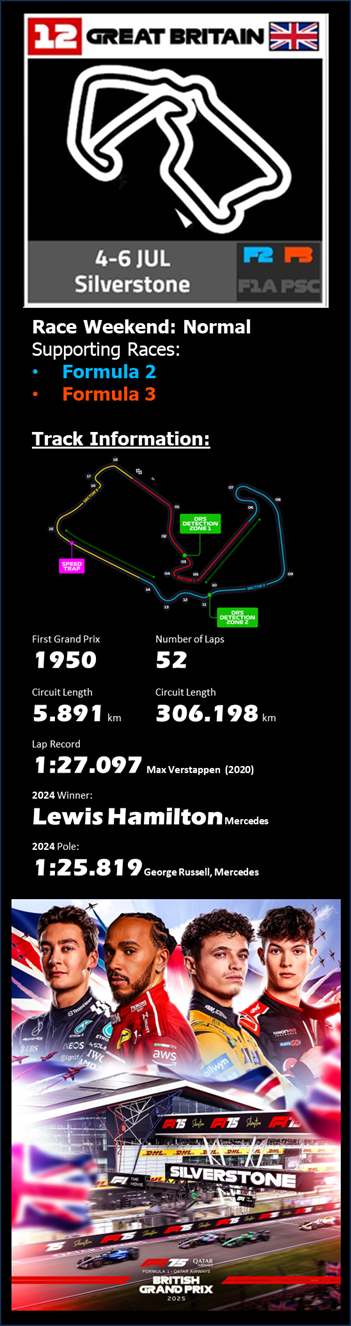 12 GREAT BRITAIN
4-6 JUL
Silverstone
F2 F3
F1A PSC
Race Weekend: Normal
Supporting Races:
• Formula 2
• Formula 3
Track Information:
DRS DETECTION ZONE 1
SPEED TRAP
DRS DETECTION ZONE 2
First Grand Prix
1950
Number of Laps
52
Circuit Length
5.891 km
Circuit Length
306.198 km
Lap Record
1:27.097 Max Verstappen (2020)
2024 Winner:
Lewis Hamilton Mercedes
2024 Pole:
1:25.819 George Russell, Mercedes
aws
DHL
SILVERSTONE
F1 75
QATAR
FORMULA 1 · QATAR AIRWAYS
BRITISH
GRAND PRIX
2025